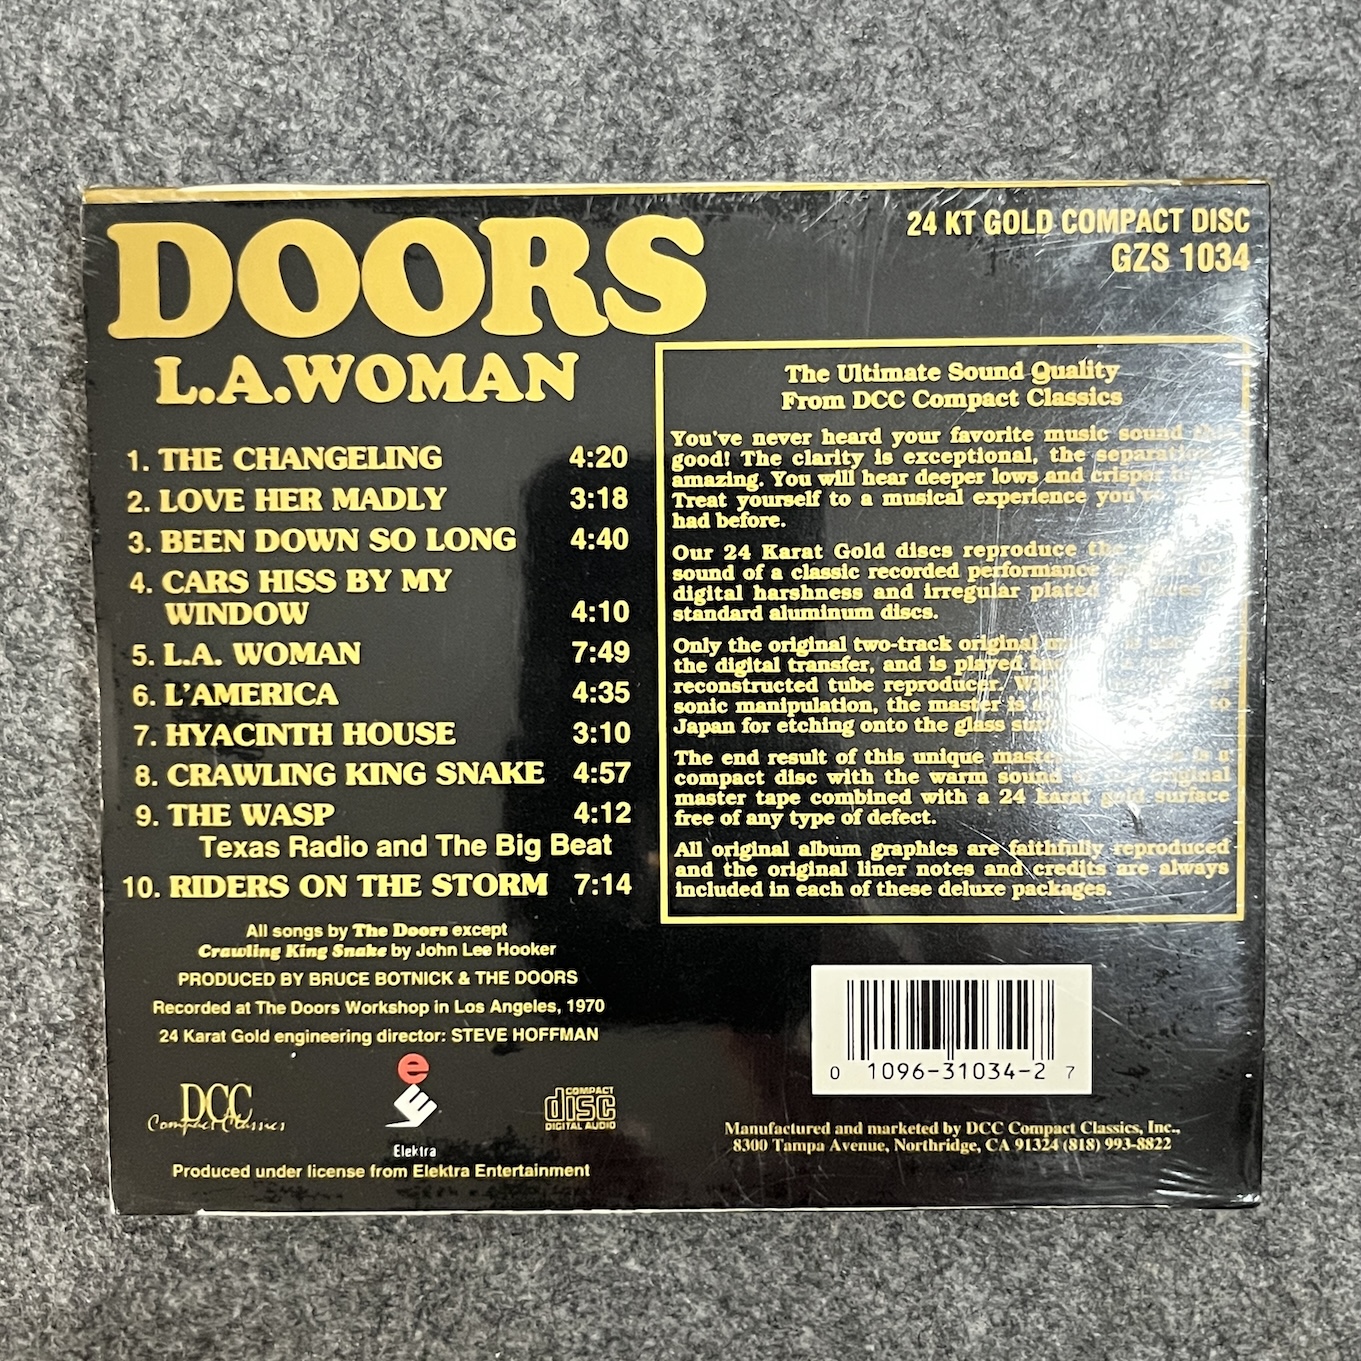 DOORS
L.A.WOMAN
24 KT GOLD COMPACT DISC
GZS 1034
1. THE CHANGELING 4:20
2. LOVE HER MADLY 3:18
3. BEEN DOWN SO LONG 4:40
4. CARS HISS BY MY
WINDOW 4:10
5. L.A. WOMAN 7:49
6. L'AMERICA 4:35
7. HYACINTH HOUSE 3:10
8. CRAWLING KING SNAKE 4:57
9. THE WASP 4:12
Texas Radio and The Big Beat
10. RIDERS ON THE STORM 7:14
All songs by The Doors except
Crawling King Snake by John Lee Hooker
PRODUCED BY BRUCE BOTNICK & THE DOORS
Recorded at The Doors Workshop in Los Angeles, 1970
24 Karat Gold engineering director: STEVE HOFFMAN
DCC
Compact Classics
e
Elektra
COMPACT
disc
DIGITAL AUDIO
Produced under license from Elektra Entertainment
The Ultimate Sound Quality
From DCC Compact Classics
You've never heard your favorite music sound
good! The clarity is exceptional, the
amazing. You will hear deeper lows and
Treat yourself to a musical experience
had before.
Our 24 Karat Gold discs reproduce
sound of a classic recorded performance
digital harshness and irregular plated
standard aluminum discs.
Only the original two-track original
the digital transfer, and is played
reconstructed tube reproducer.
sonic manipulation, the master is to
Japan for etching onto the glass
The end result of this unique is a
compact disc with the warm sound original
master tape combined with a 24 karat gold surface
free of any type of defect.
All original album graphics are faithfully reproduced
and the original liner notes and credits are always
included in each of these deluxe packages.
0 1096-31034-2 7
Manufactured and marketed by DCC Compact Classics, Inc.,
8300 Tampa Avenue, Northridge, CA 91324 (818) 993-8822